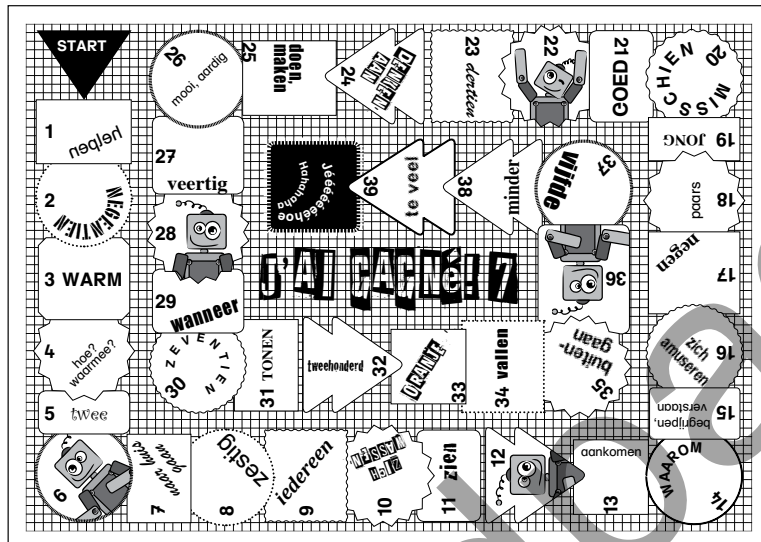 START
1 helpen
2 NEGENTIEN
3 WARM
4 hoe?
waarmee?
5 twee
6
7 naar huis
gaan
8 zestig
9 iedereen
10 ZICH
WASSEN
11 zien
12
13 aankomen
14 WAAROM
15 begrijpen,
verstaan
16 zich
amuseren
17 negen
18 paars
19 JONG
20 MISSCHIEN
21 GOED
22
23 dertien
24 DENKEN
AAN
25 doen,
maken
26 mooi, aardig
27 veertig
28
29 wanneer
30 ZEVENTIEN
31 TONEN
32 tweehonderd
33 ORANJE
34 vallen
35 buiten-
gaan
36
37 vijfde
38 minder
39 te veel
Hahahaha
J'Ai GAGNé! 7